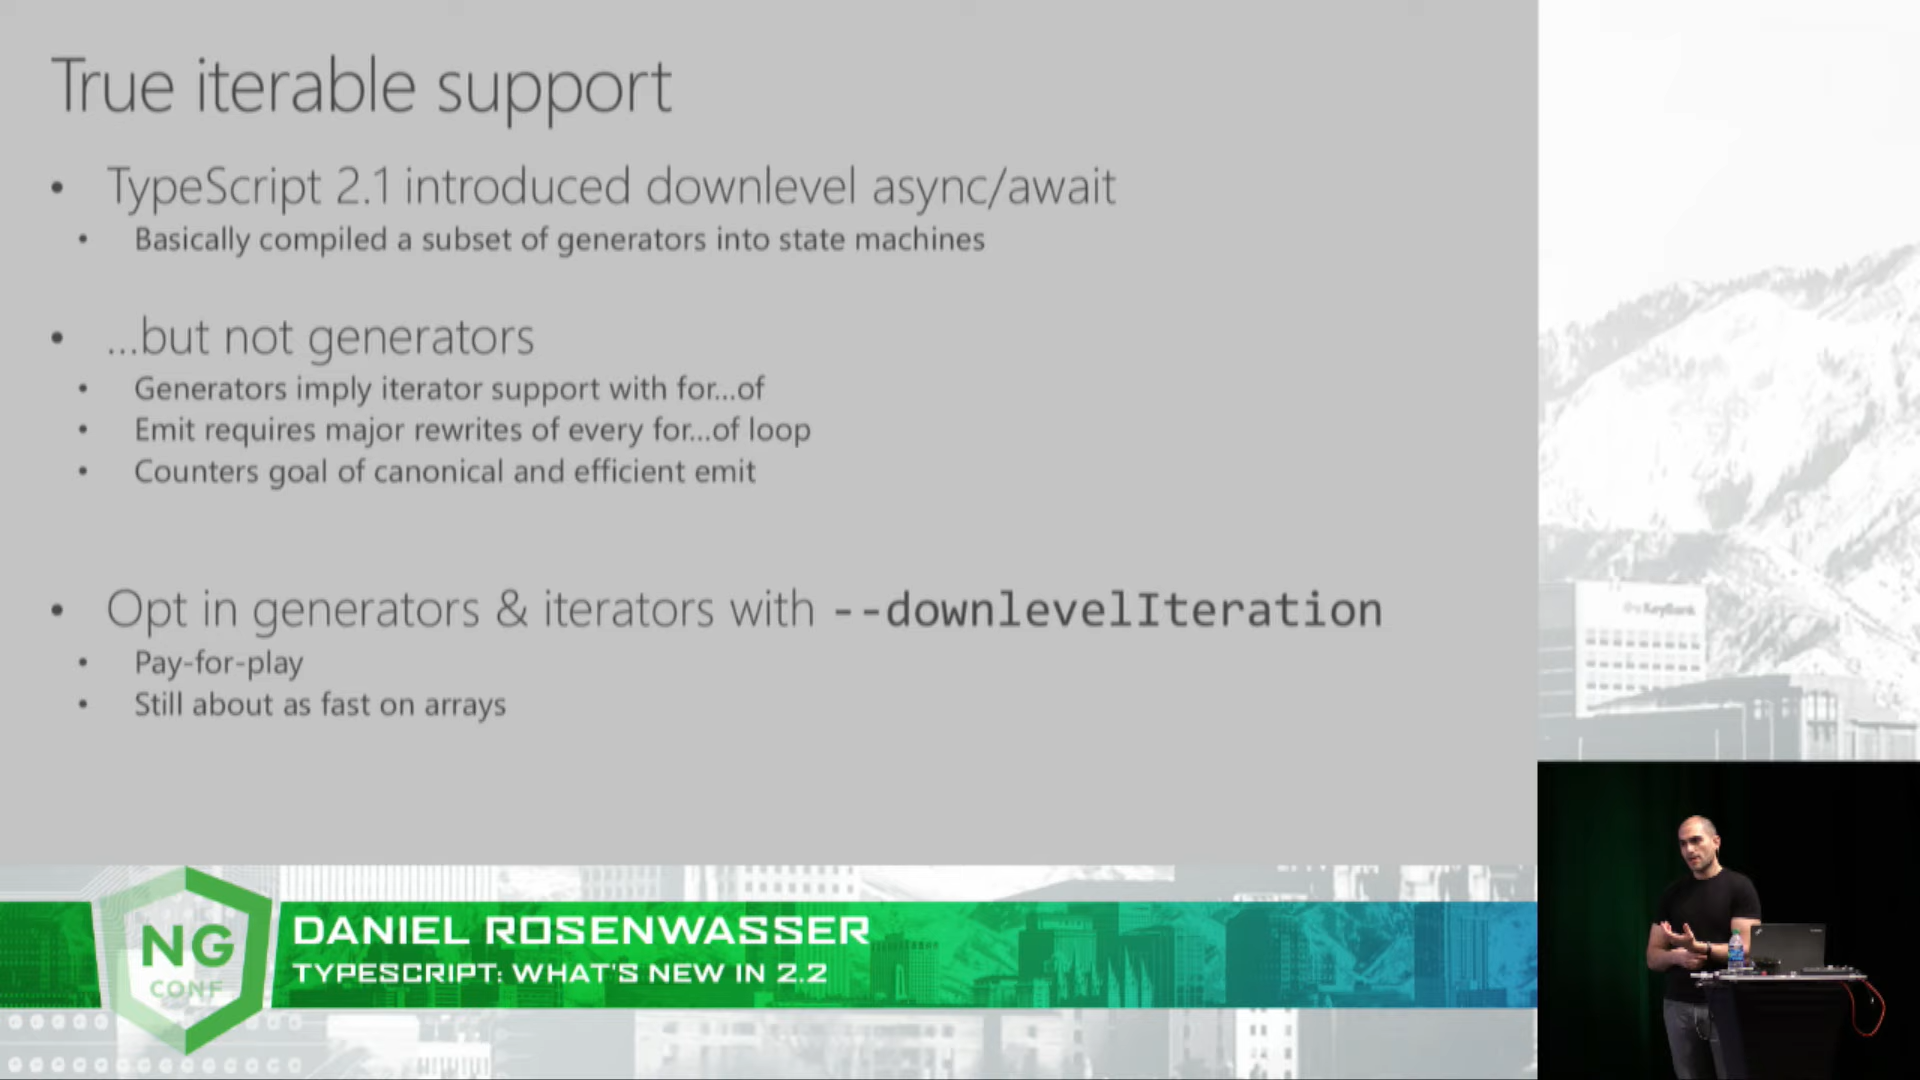 True iterable support
• TypeScript 2.1 introduced downlevel async/await
• Basically compiled a subset of generators into state machines
• ...but not generators
• Generators imply iterator support with for...of
• Emit requires major rewrites of every for...of loop
• Counters goal of canonical and efficient emit
• Opt in generators & iterators with --downlevelIteration
• Pay-for-play
• Still about as fast on arrays
KeyBank
NG
CONF
DANIEL ROSENWASSER
TYPESCRIPT: WHAT'S NEW IN 2.2